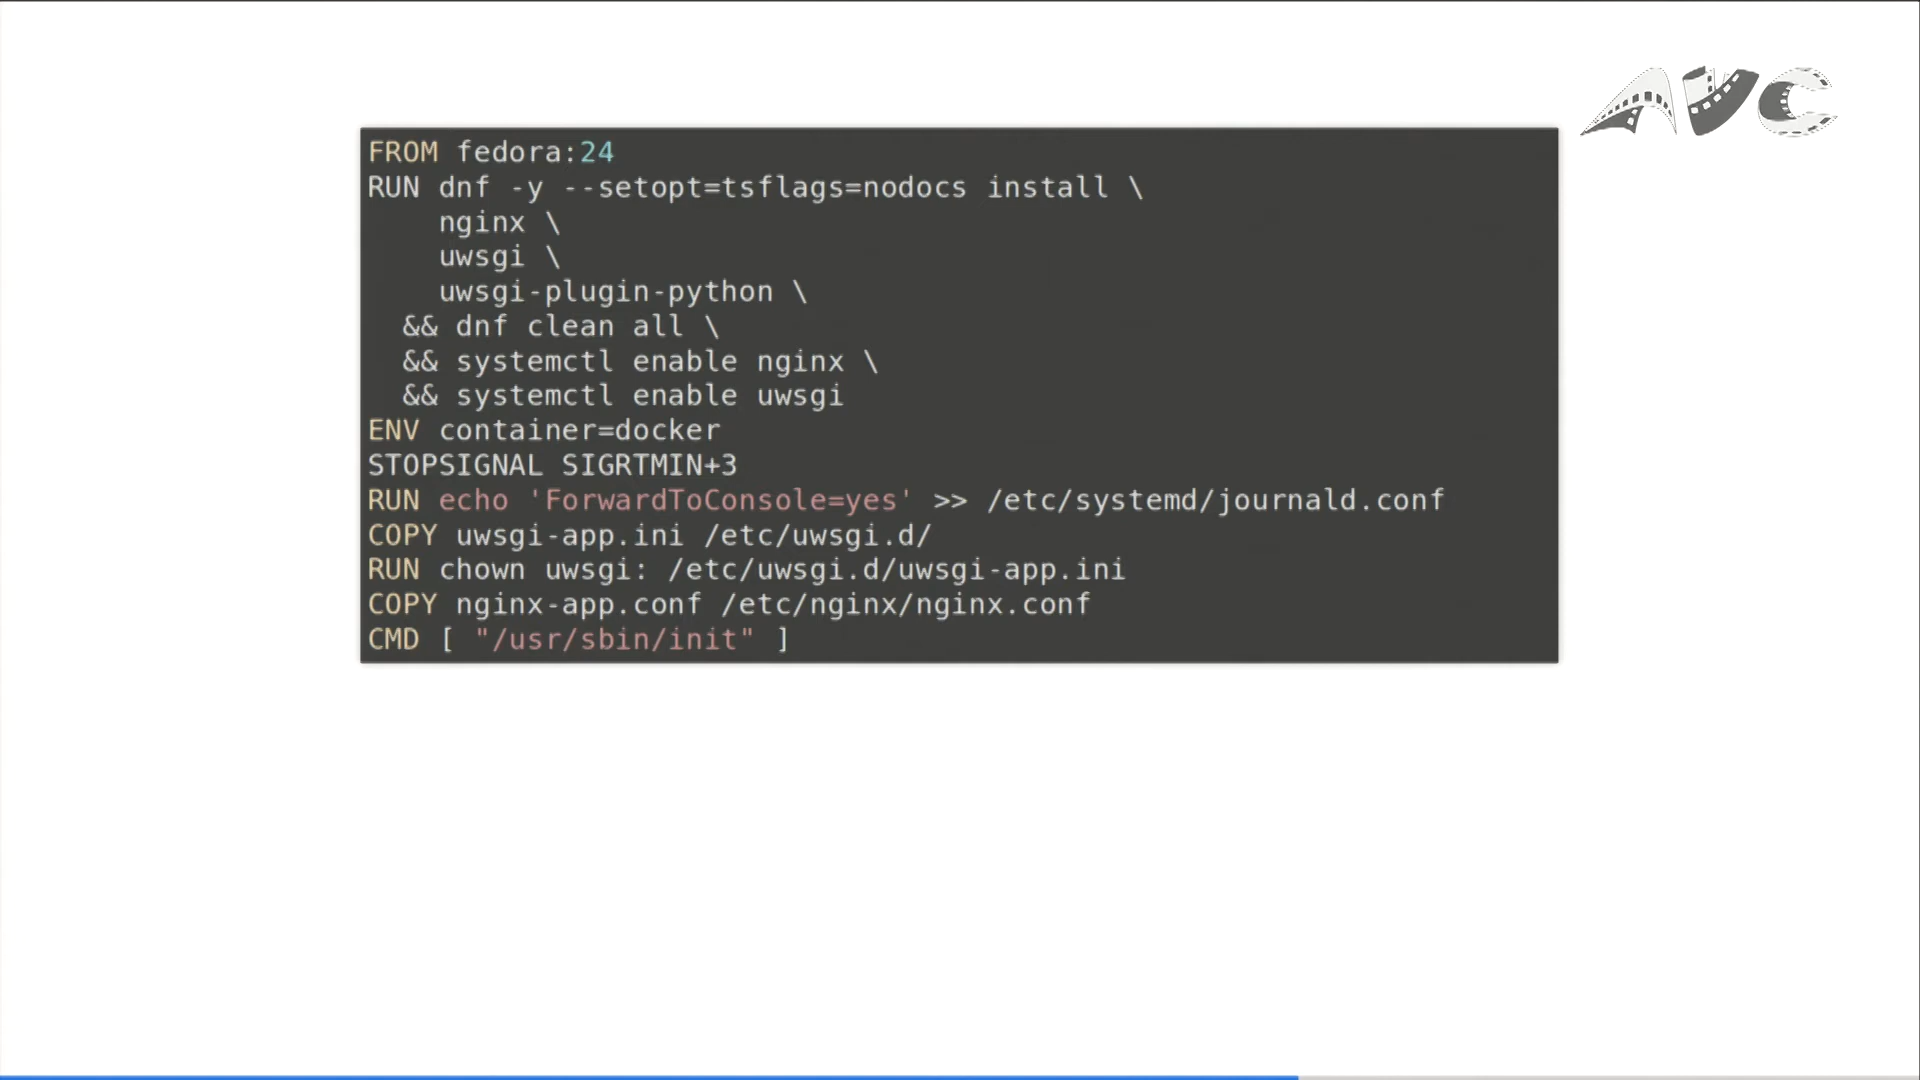 AVC
FROM fedora:24
RUN dnf -y --setopt=tsflags=nodocs install \
    nginx \
    uwsgi \
    uwsgi-plugin-python \
  && dnf clean all \
  && systemctl enable nginx \
  && systemctl enable uwsgi
ENV container=docker
STOPSIGNAL SIGRTMIN+3
RUN echo 'ForwardToConsole=yes' >> /etc/systemd/journald.conf
COPY uwsgi-app.ini /etc/uwsgi.d/
RUN chown uwsgi: /etc/uwsgi.d/uwsgi-app.ini
COPY nginx-app.conf /etc/nginx/nginx.conf
CMD [ "/usr/sbin/init" ]